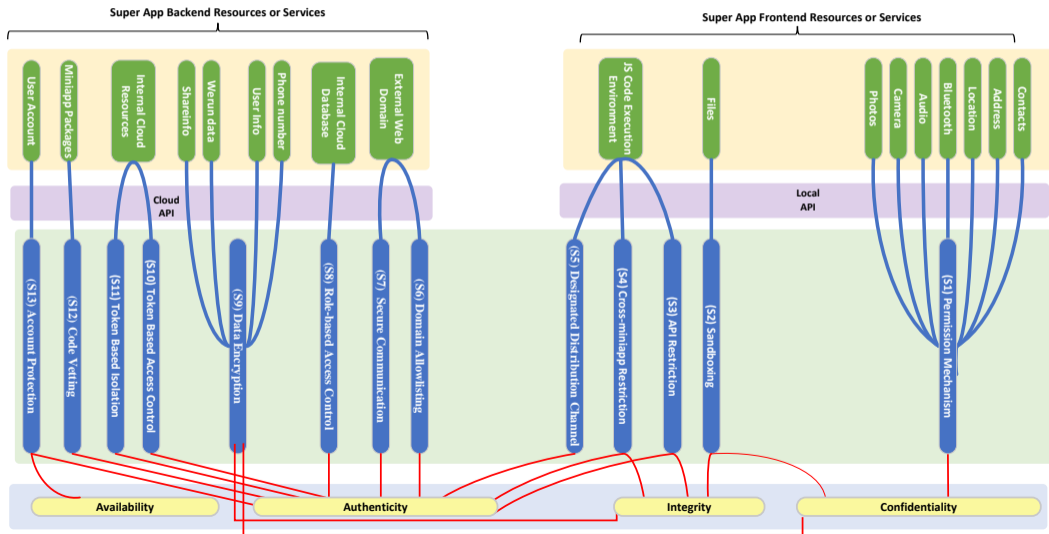 Super App Backend Resources or Services
Super App Frontend Resources or Services
User Account
Miniapp Packages
Internal Cloud
Resources
Shareinfo
Werun data
User Info
Phone number
Internal Cloud
Database
External Web
Domain
JS Code Execution
Environment
Files
Photos
Camera
Audio
Bluetooth
Location
Address
Contacts
Cloud
API
Local
API
(S13) Account Protection
(S12) Code Vetting
(S11) Token Based Isolation
(S10) Token Based Access Control
(S9) Data Encryption
(S8) Role-based Access Control
(S7) Secure Communication
(S6) Domain Allowlisting
(S5) Designated Distribution Channel
(S4) Cross-miniapp Restriction
(S3) API Restriction
(S2) Sandboxing
(S1) Permission Mechanism
Availability
Authenticity
Integrity
Confidentiality